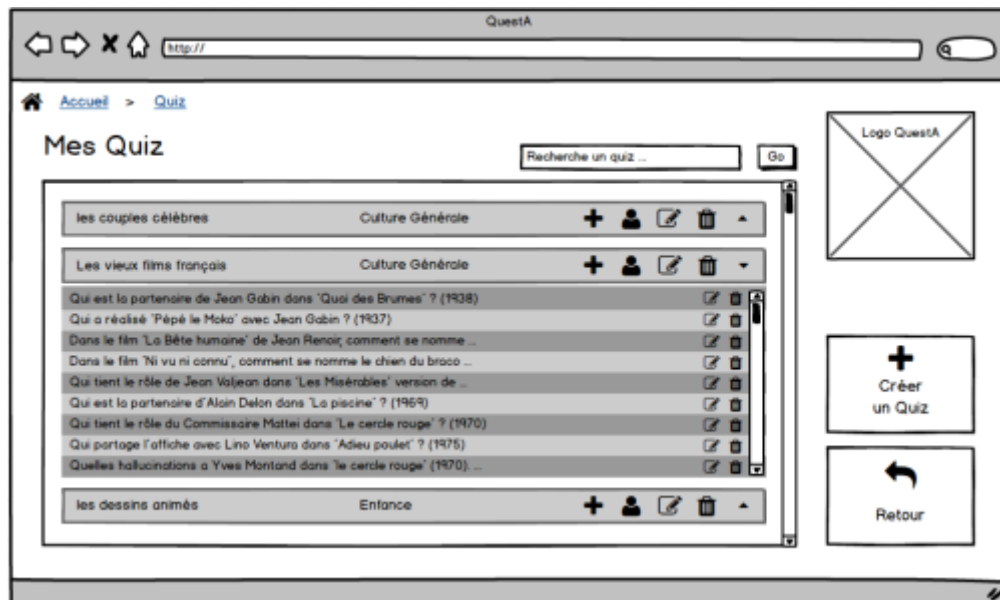 QuestA
http://
Accueil > Quiz
Mes Quiz
Recherche un quiz ...
Go
Logo QuestA
les couples célèbres Culture Générale
Les vieux films français Culture Générale
Qui est la partenaire de Jean Gabin dans "Quai des Brumes" ? (1938)
Qui a réalisé "Pépé le Moko" avec Jean Gabin ? (1937)
Dans le film "La Bête humaine" de Jean Renoir, comment se nomme ...
Dans le film "Ni vu ni connu", comment se nomme le chien du braco ...
Qui tient le rôle de Jean Valjean dans "Les Misérables" version de ...
Qui est la partenaire d'Alain Delon dans "La piscine" ? (1969)
Qui tient le rôle du Commissaire Mattei dans "Le cercle rouge" ? (1970)
Qui partage l'affiche avec Lino Ventura dans "Adieu poulet" ? (1975)
Quelles hallucinations a Yves Montand dans "le cercle rouge" (1970). ...
les dessins animés Enfance
Créer
un Quiz
Retour